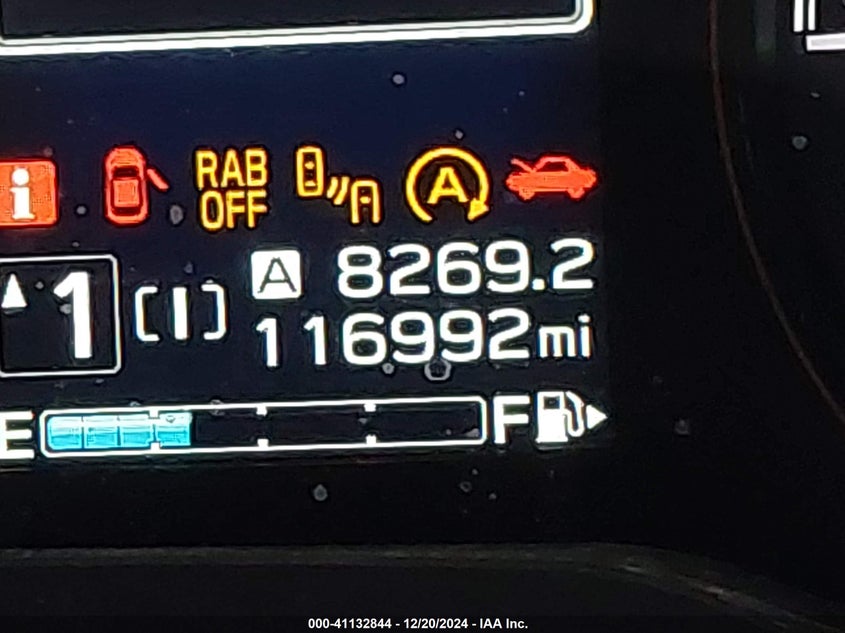 i
RAB
OFF
A
A 8269.2
1 [I]
116992mi
E F
000-41132844 - 12/20/2024 - IAA Inc.